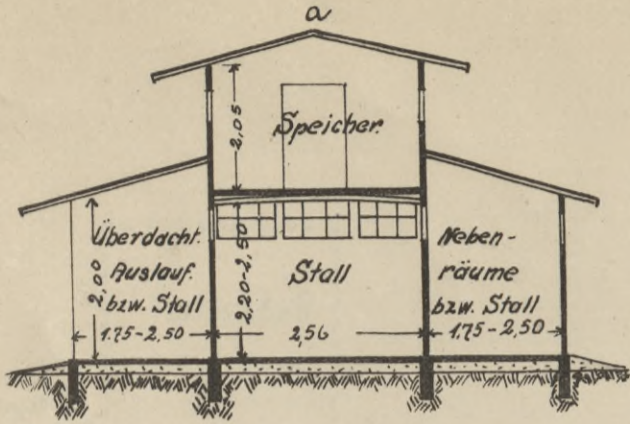 a
2,05
Speicher.
Überdacht.
Auslauf.
bzw. Stall
2,00
1.75-2,50
2,20-2,50
Stall
2,56
Neben-
räume
bzw. Stall
1.75-2,50